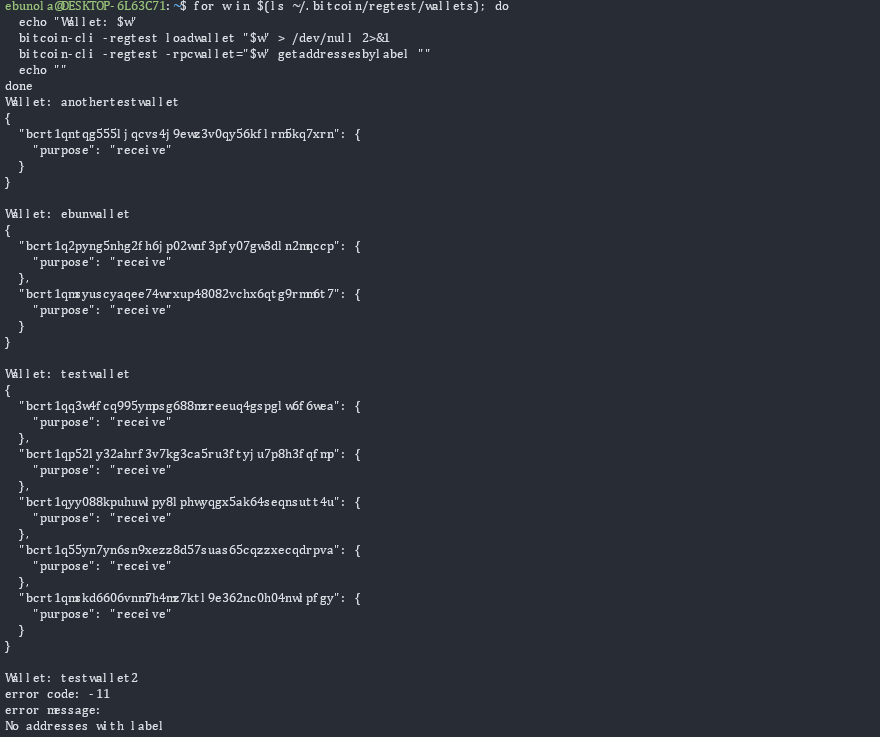 ebunola@DESKTOP-6L63C71:~$ for w in $(ls ~/.bitcoin/regtest/wallets); do
  echo "Wallet: $w"
  bitcoin-cli -regtest loadwallet "$w" > /dev/null 2>&1
  bitcoin-cli -regtest -rpcwallet="$w" getaddressesbylabel ""
  echo ""
done
Wallet: anothertestwallet
{
  "bcrt1qntqg555ljqcvs4j9ewz3v0qy56kflrm5kq7xrn": {
    "purpose": "receive"
  }
}

Wallet: ebunwallet
{
  "bcrt1q2pyng5nhg2fh6jp02wnf3pfy07gw8dln2mqccp": {
    "purpose": "receive"
  },
  "bcrt1qmsyuscyaqee74wrxup48082vchx6qtg9rmm6t7": {
    "purpose": "receive"
  }
}

Wallet: testwallet
{
  "bcrt1qq3w4fcq995ympsg688mzreeuq4gspglw6f6wea": {
    "purpose": "receive"
  },
  "bcrt1qp52ly32ahrf3v7kg3ca5ru3ftyju7p8h3fqfmp": {
    "purpose": "receive"
  },
  "bcrt1qyy088kpuhuwlpy8lphwyqgx5ak64seqnsutt4u": {
    "purpose": "receive"
  },
  "bcrt1q55yn7yn6sn9xezz8d57suas65cqzzxecqdrpva": {
    "purpose": "receive"
  },
  "bcrt1qmskd6606vnm7h4mz7ktl9e362nc0h04nwlpfgy": {
    "purpose": "receive"
  }
}

Wallet: testwallet2
error code: -11
error message:
No addresses with label